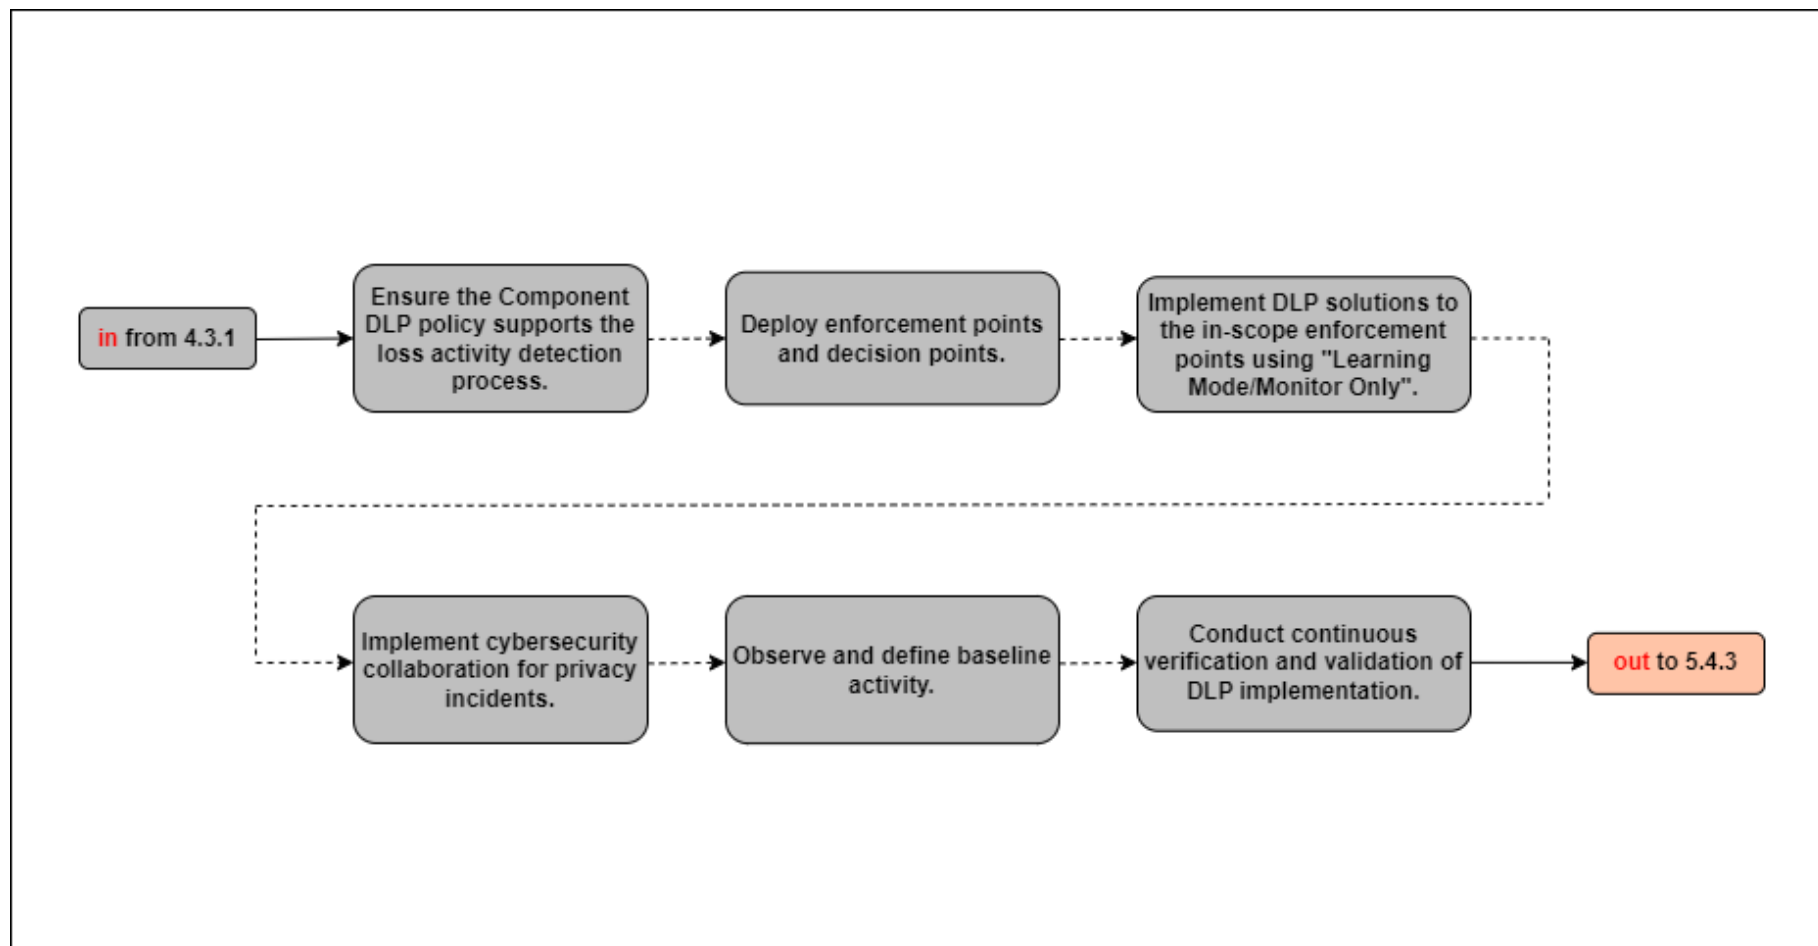 in from 4.3.1
Ensure the Component
DLP policy supports the
loss activity detection
process.
Deploy enforcement points
and decision points.
Implement DLP solutions to
the in-scope enforcement
points using "Learning
Mode/Monitor Only".
Implement cybersecurity
collaboration for privacy
incidents.
Observe and define baseline
activity.
Conduct continuous
verification and validation of
DLP implementation.
out to 5.4.3